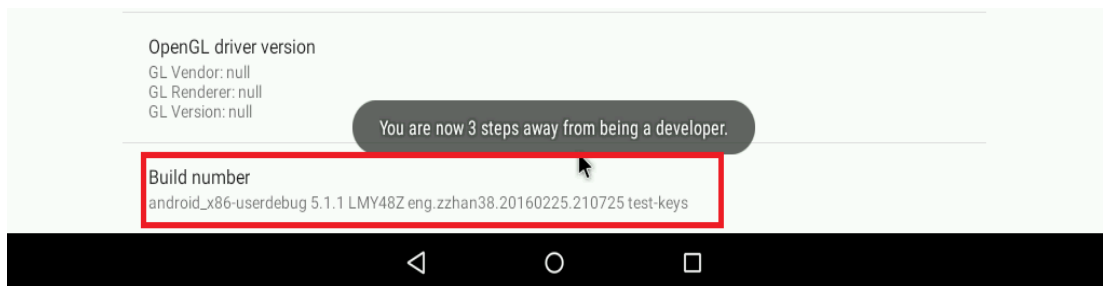 OpenGL driver version
GL Vendor: null
GL Renderer: null
GL Version: null
You are now 3 steps away from being a developer.
Build number
android_x86-userdebug 5.1.1 LMY48Z eng.zzhan38.20160225.210725 test-keys